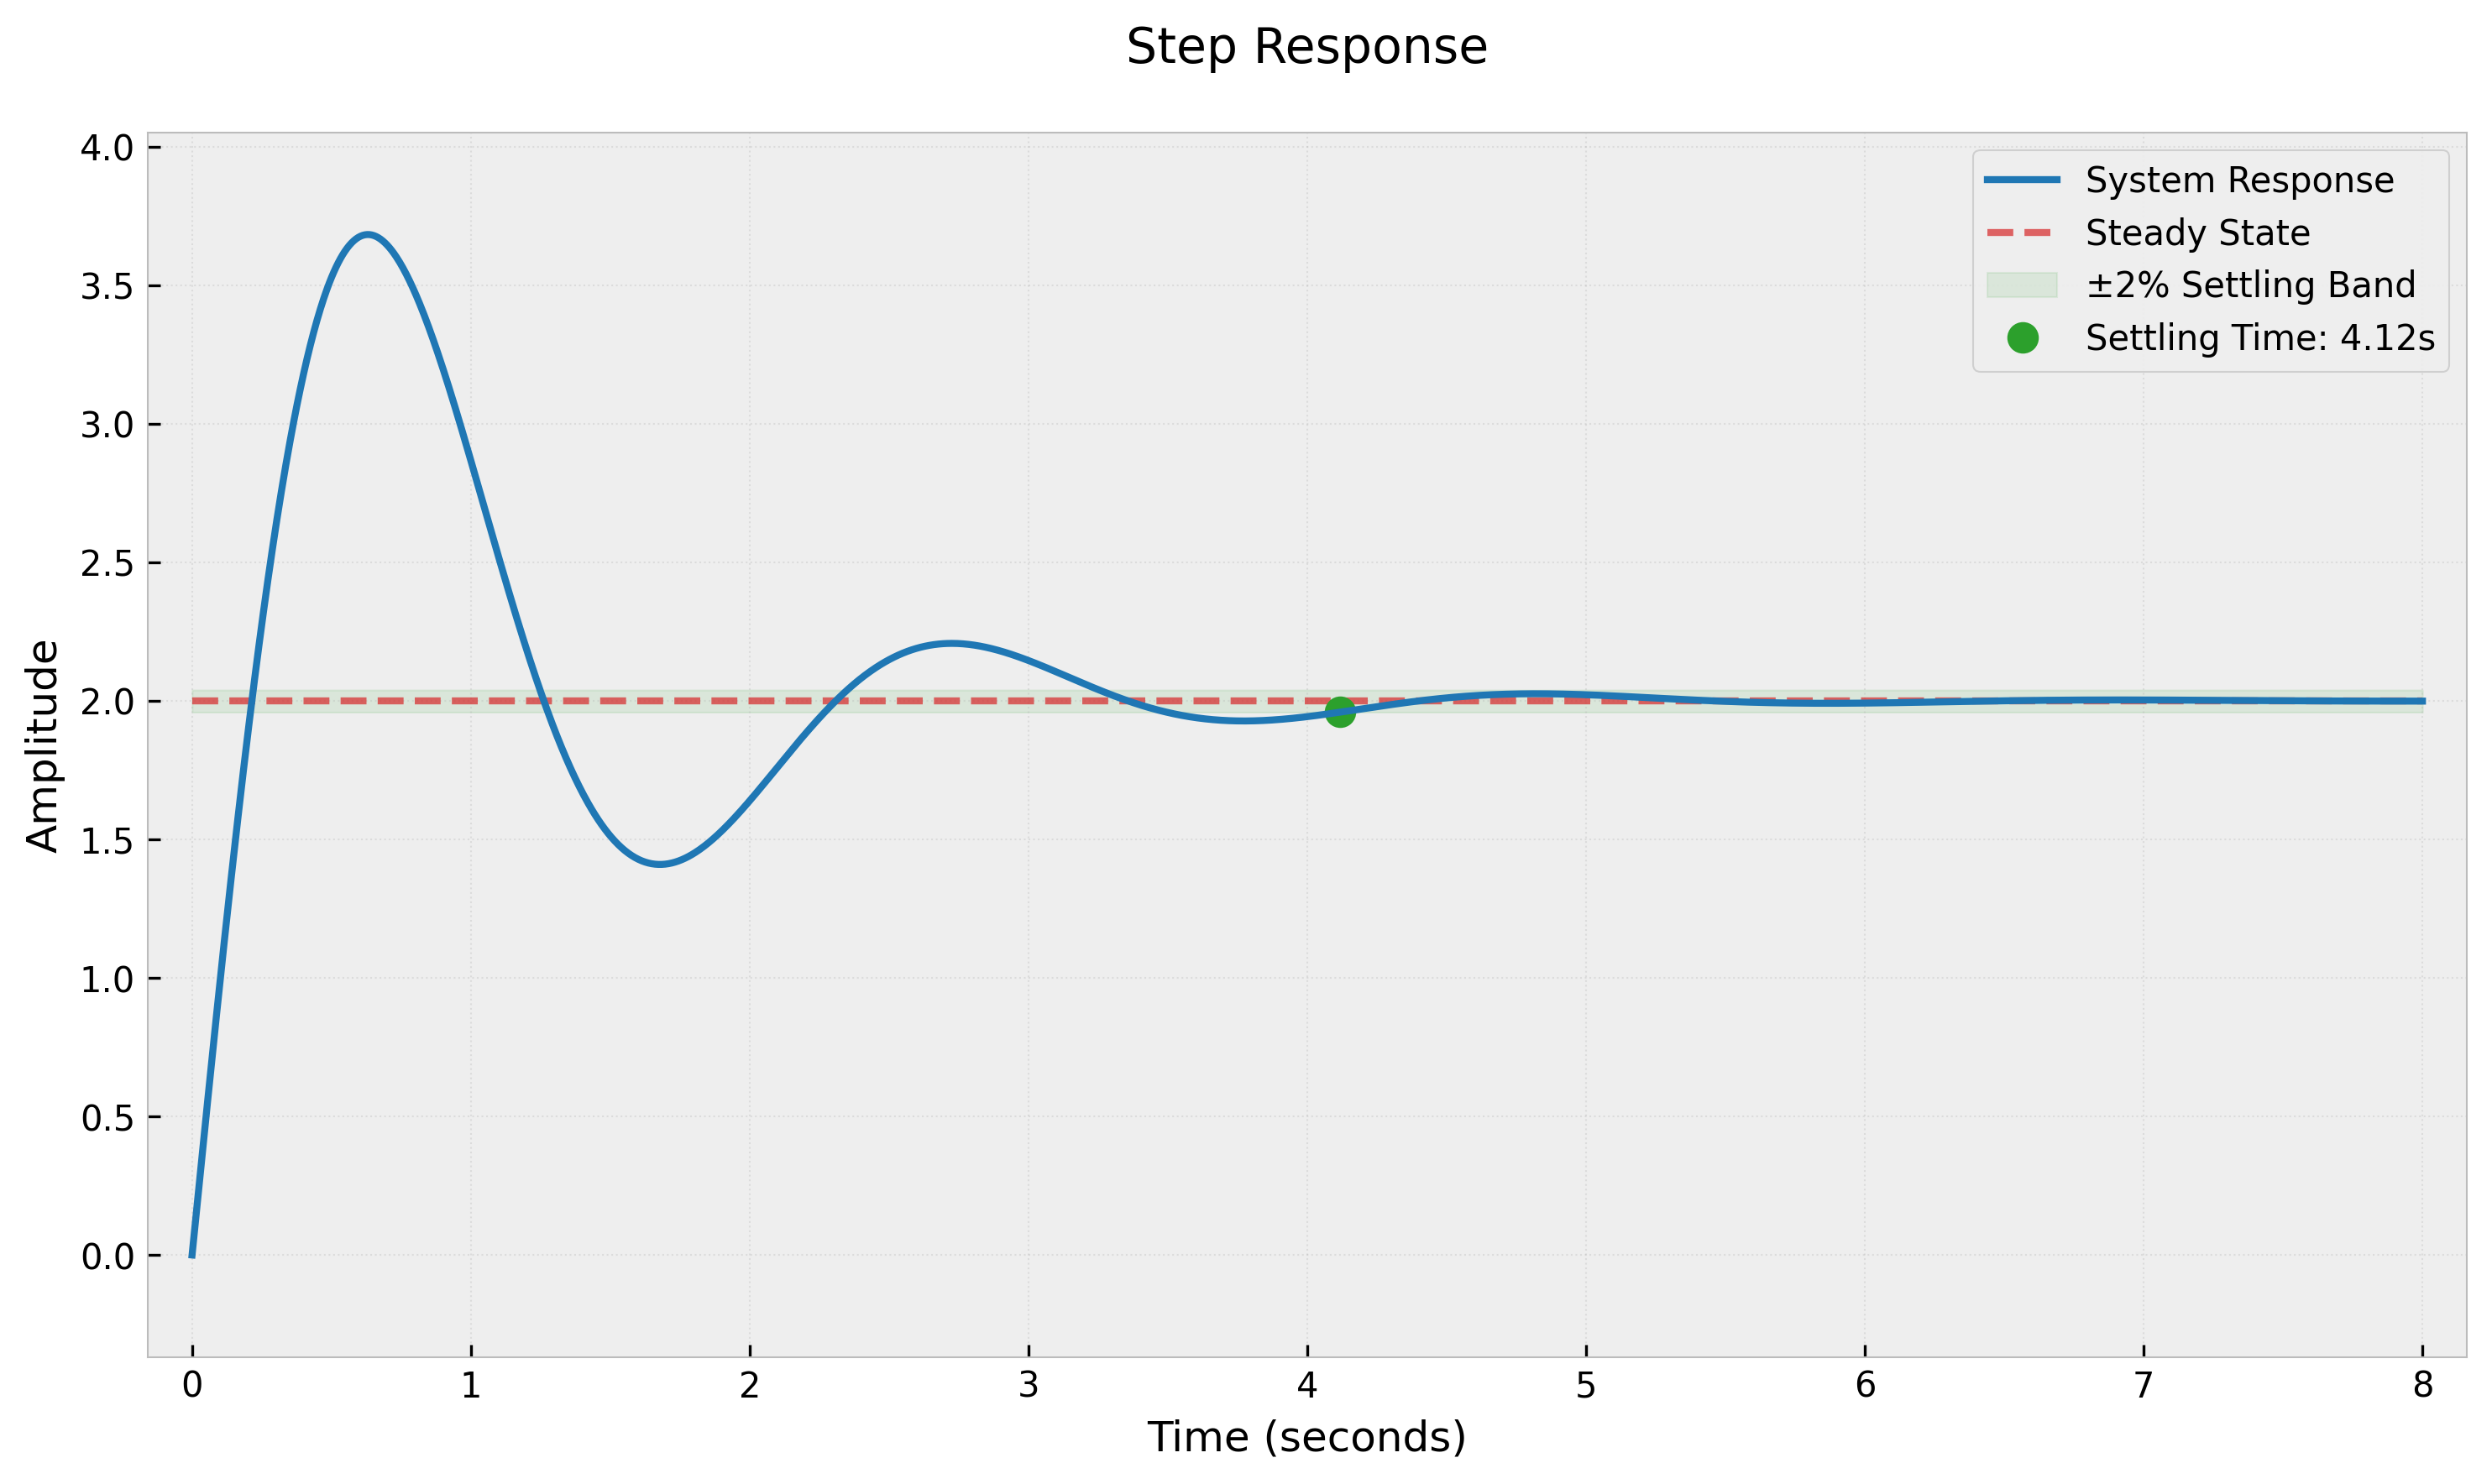 Step Response
4.0
3.5
3.0
2.5
2.0
1.5
1.0
0.5
0.0
Amplitude
System Response
Steady State
±2% Settling Band
Settling Time: 4.12s
0 1 2 3 4 5 6 7 8
Time (seconds)